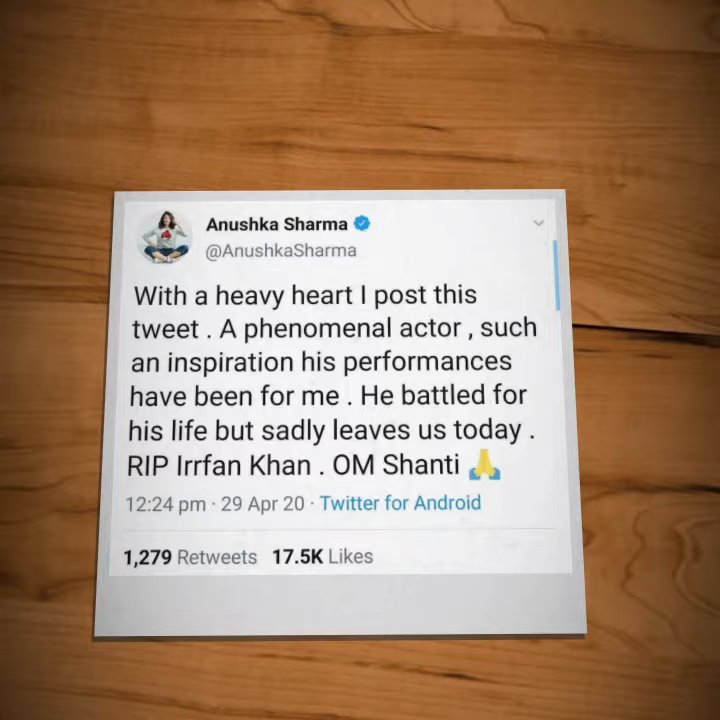 Anushka Sharma
@AnushkaSharma
With a heavy heart I post this
tweet . A phenomenal actor , such
an inspiration his performances
have been for me . He battled for
his life but sadly leaves us today .
RIP Irrfan Khan . OM Shanti 🙏
12:24 pm · 29 Apr 20 · Twitter for Android
1,279 Retweets 17.5K Likes